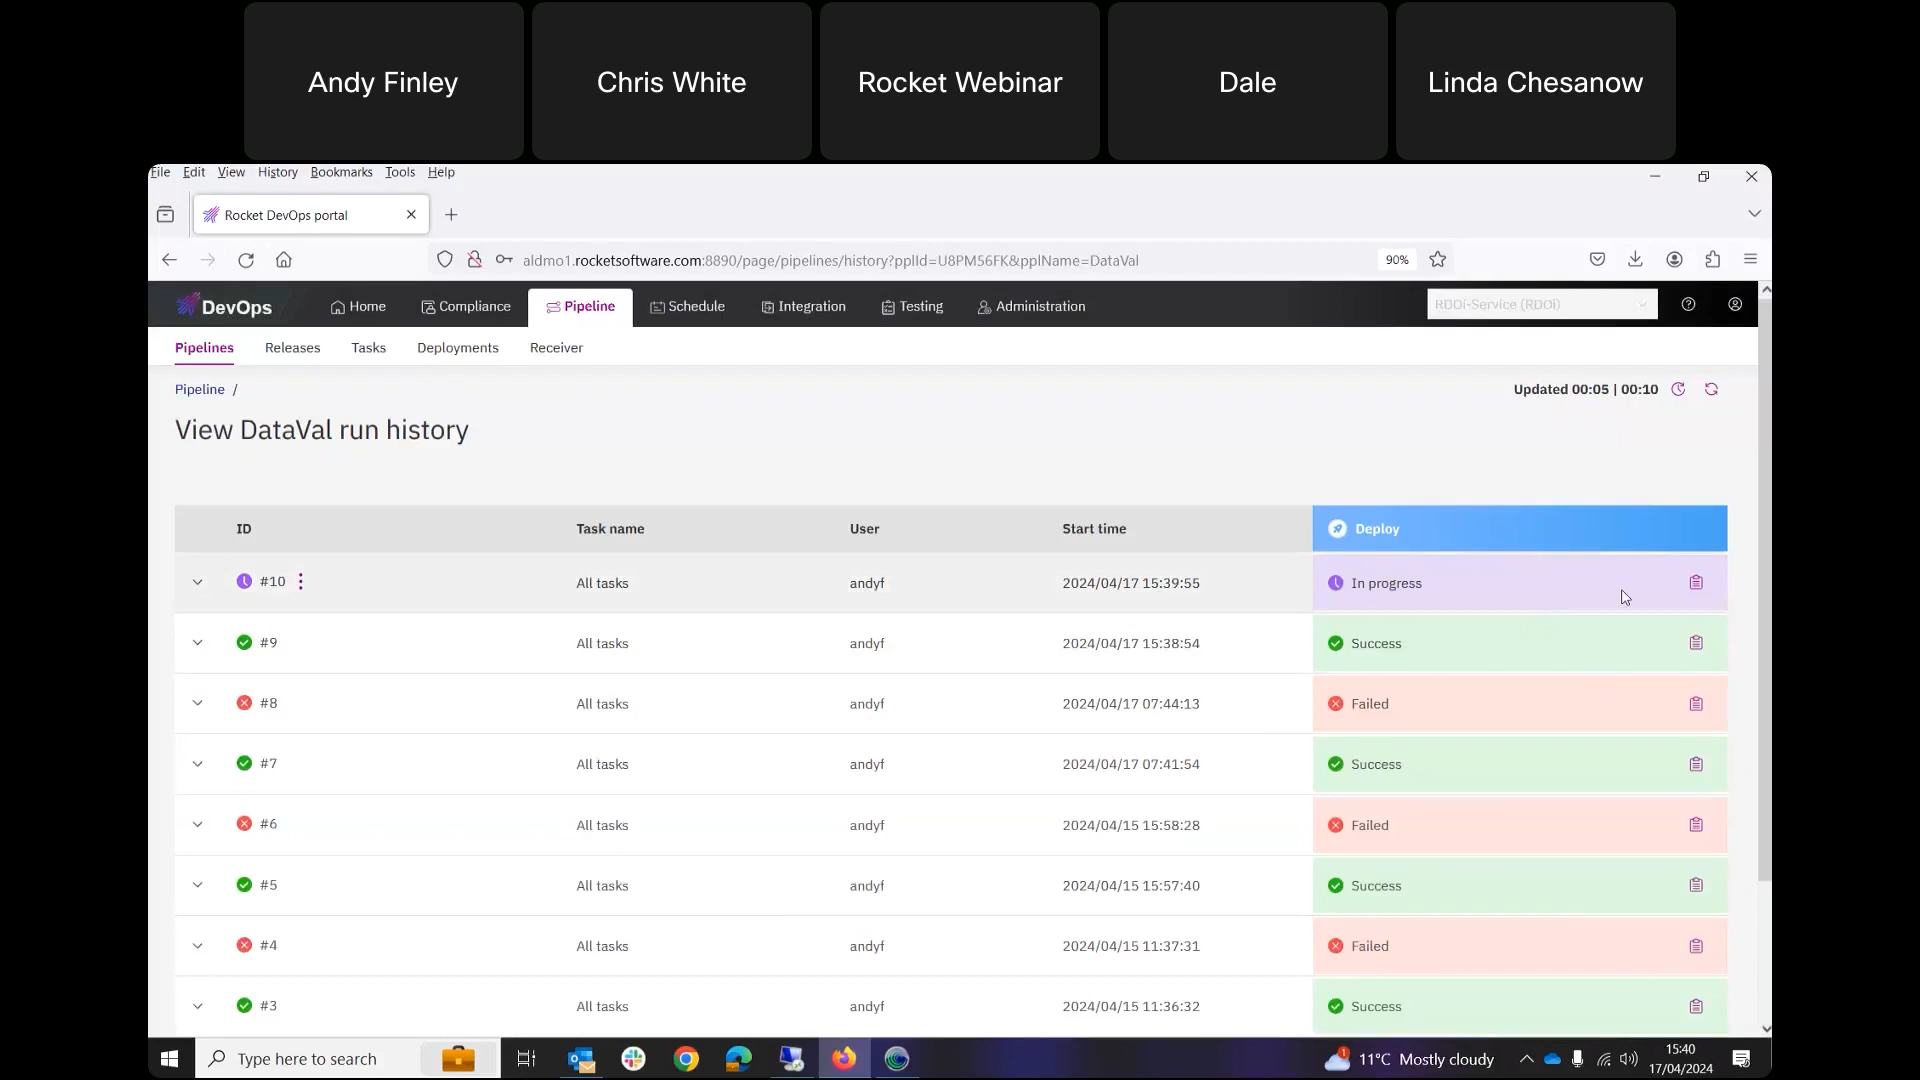 Andy Finley
Chris White
Rocket Webinar
Dale
Linda Chesanow
File Edit View History Bookmarks Tools Help
Rocket DevOps portal
aldmo1.rocketsoftware.com:8890/page/pipelines/history?pplId=U8PM56FK&pplName=DataVal
90%
DevOps
Home
Compliance
Pipeline
Schedule
Integration
Testing
Administration
RDOi-Service (RDOi)
Pipelines
Releases
Tasks
Deployments
Receiver
Pipeline /
Updated 00:05 | 00:10
View DataVal run history
ID Task name User Start time Deploy
#10 All tasks andyf 2024/04/17 15:39:55 In progress
#9 All tasks andyf 2024/04/17 15:38:54 Success
#8 All tasks andyf 2024/04/17 07:44:13 Failed
#7 All tasks andyf 2024/04/17 07:41:54 Success
#6 All tasks andyf 2024/04/15 15:58:28 Failed
#5 All tasks andyf 2024/04/15 15:57:40 Success
#4 All tasks andyf 2024/04/15 11:37:31 Failed
#3 All tasks andyf 2024/04/15 11:36:32 Success
Type here to search
1
11°C Mostly cloudy
15:40
17/04/2024